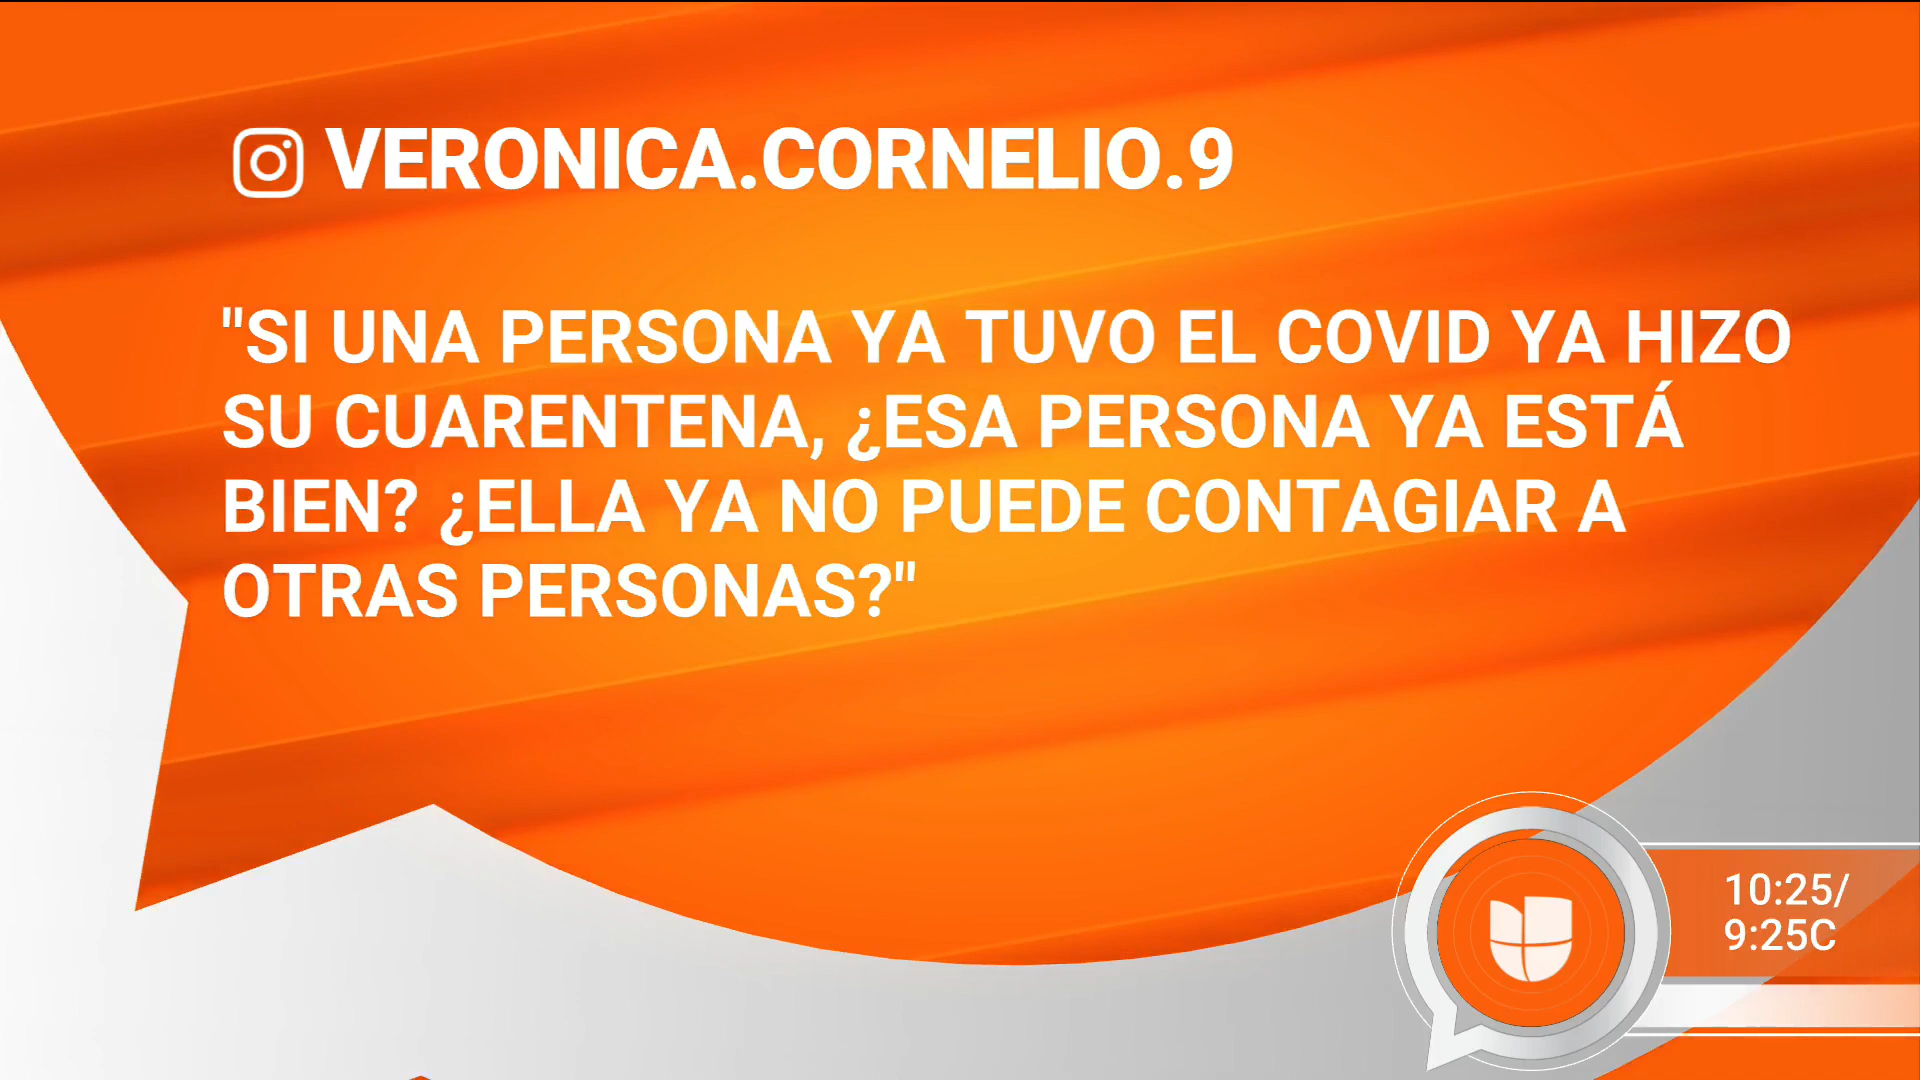 VERONICA.CORNELIO.9
"SI UNA PERSONA YA TUVO EL COVID YA HIZO
SU CUARENTENA, ¿ESA PERSONA YA ESTÁ
BIEN? ¿ELLA YA NO PUEDE CONTAGIAR A
OTRAS PERSONAS?"
10:25/
9:25C